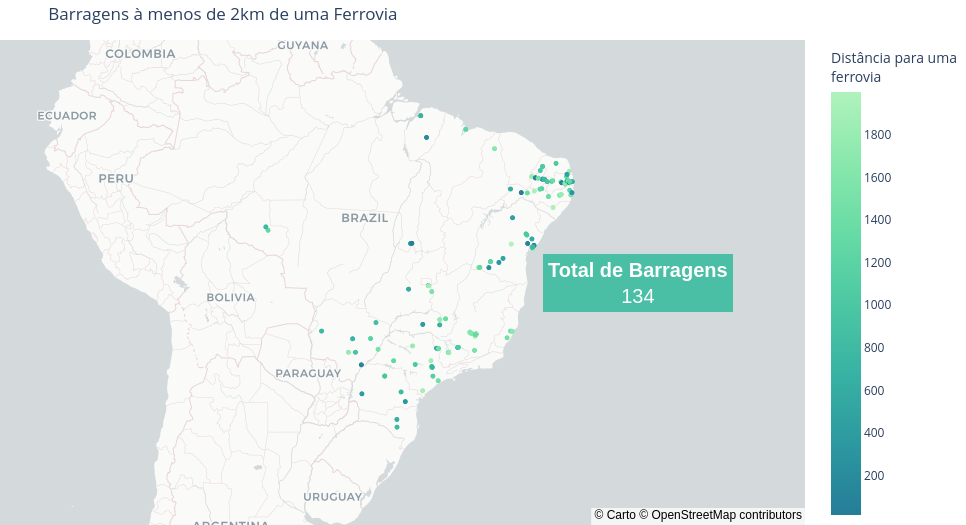 Barragens à menos de 2km de uma Ferrovia
COLOMBIA
GUYANA
ECUADOR
PERU
BRAZIL
BOLIVIA
PARAGUAY
URUGUAY
ARGENTINA
Total de Barragens
134
© Carto © OpenStreetMap contributors
Distância para uma
ferrovia
1800
1600
1400
1200
1000
800
600
400
200